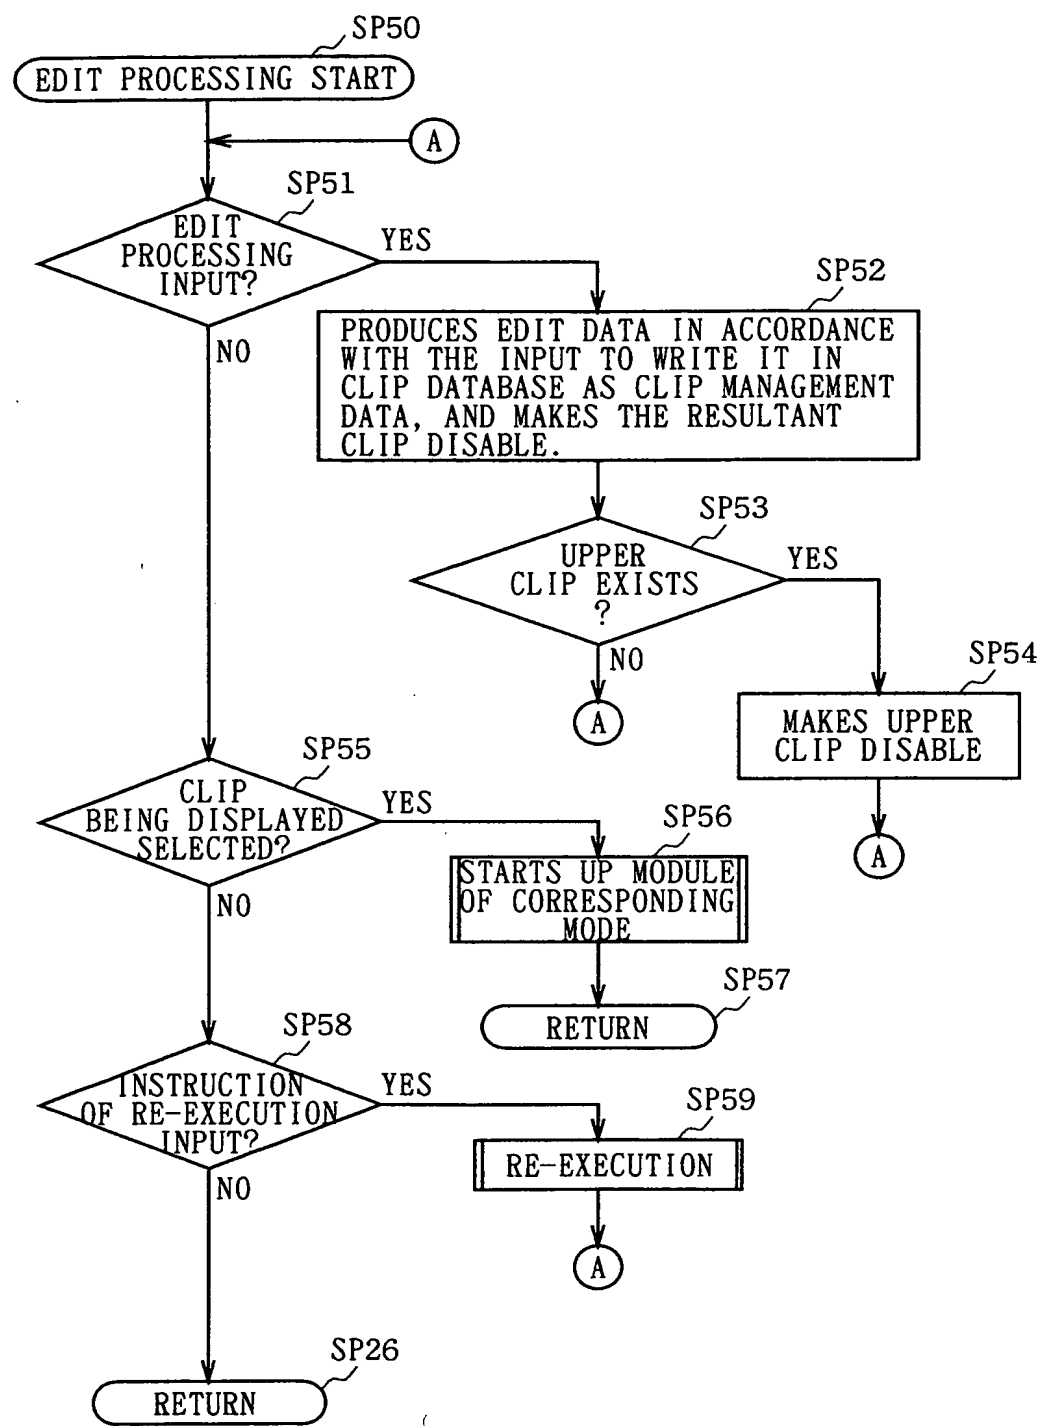 SP50
EDIT PROCESSING START
A
SP51
EDIT
PROCESSING
INPUT?
YES
NO
SP52
PRODUCES EDIT DATA IN ACCORDANCE
WITH THE INPUT TO WRITE IT IN
CLIP DATABASE AS CLIP MANAGEMENT
DATA, AND MAKES THE RESULTANT
CLIP DISABLE.
SP53
UPPER
CLIP EXISTS
?
YES
NO
A
SP54
MAKES UPPER
CLIP DISABLE
A
SP55
CLIP
BEING DISPLAYED
SELECTED?
YES
NO
SP56
STARTS UP MODULE
OF CORRESPONDING
MODE
SP57
RETURN
SP58
INSTRUCTION
OF RE-EXECUTION
INPUT?
YES
NO
SP59
RE-EXECUTION
A
SP26
RETURN